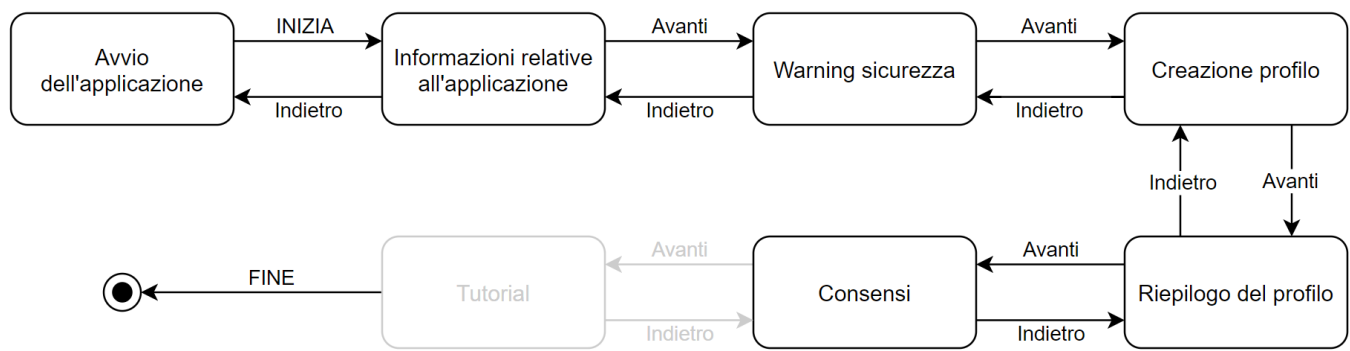 INIZIA
Avanti
Avanti
Avvio
dell'applicazione
Informazioni relative
all'applicazione
Warning sicurezza
Creazione profilo
Indietro
Indietro
Indietro
Indietro
Avanti
Avanti
Avanti
FINE
Tutorial
Consensi
Riepilogo del profilo
Indietro
Indietro